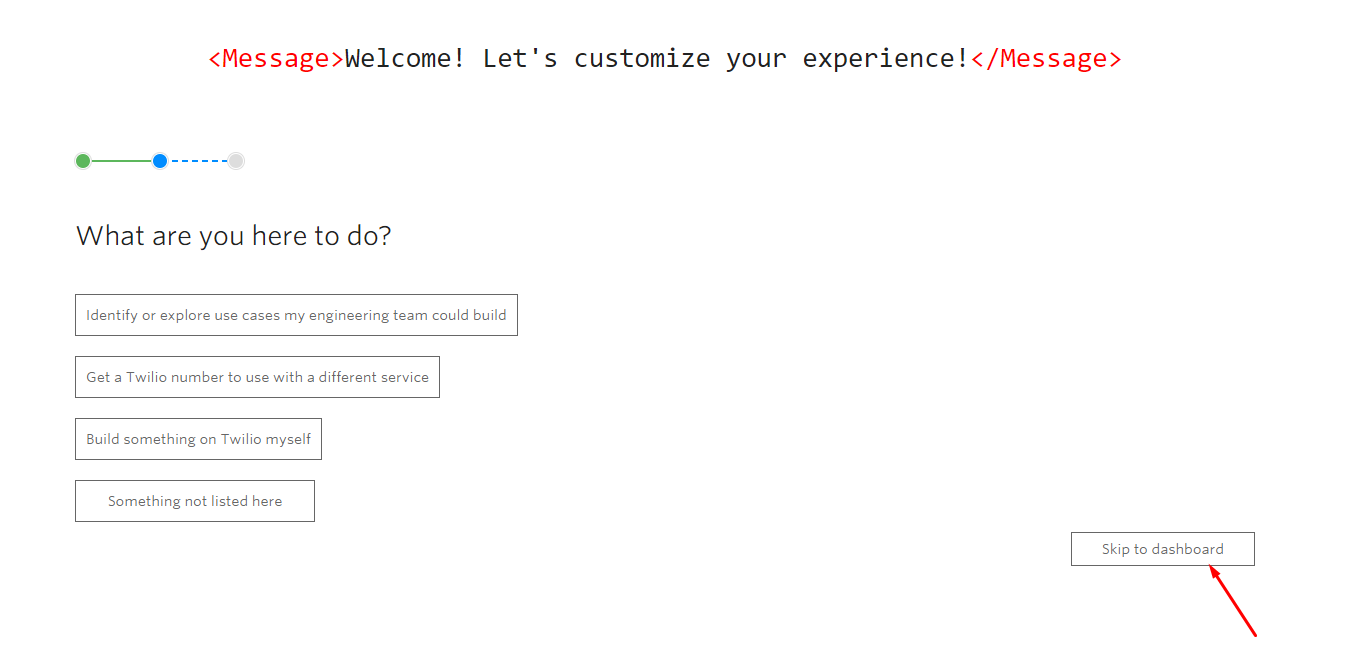 <Message>Welcome! Let's customize your experience!</Message>
What are you here to do?
Identify or explore use cases my engineering team could build
Get a Twilio number to use with a different service
Build something on Twilio myself
Something not listed here
Skip to dashboard